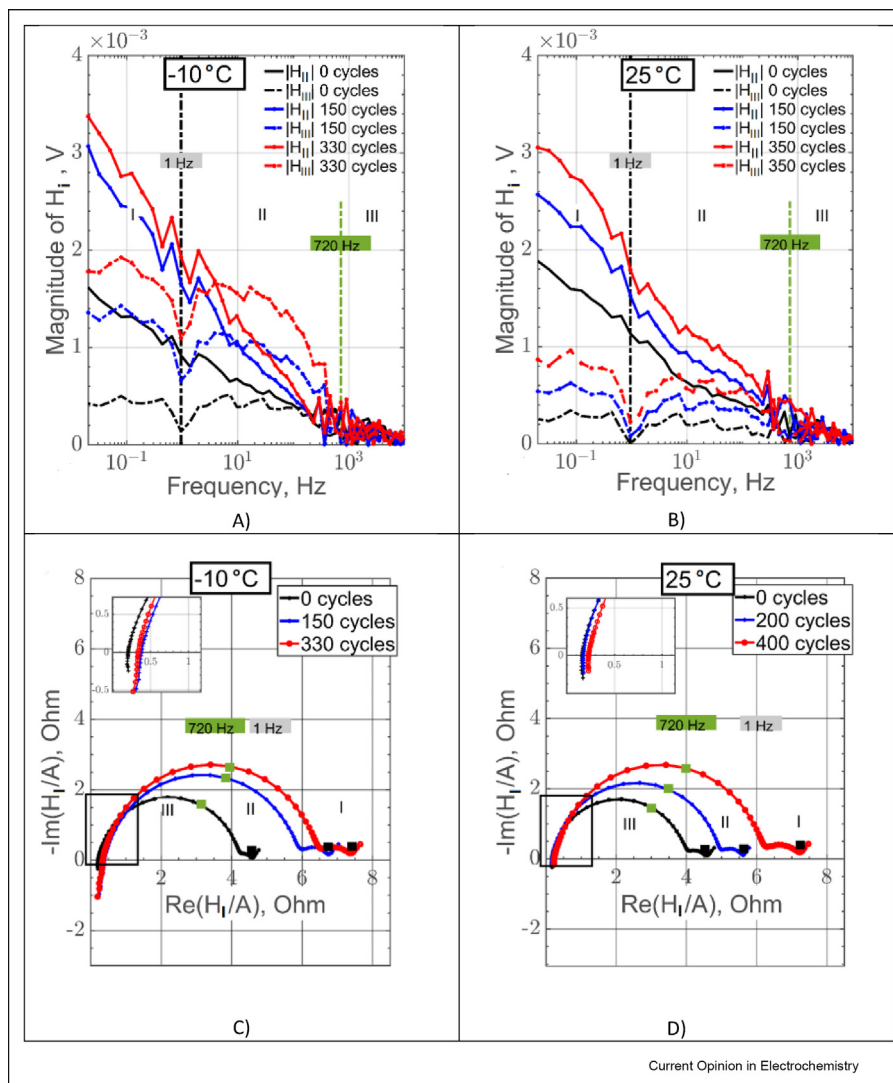 ×10⁻³
-10 °C
4
3
2
1
0
Magnitude of Hᵢ , V
|H_II| 0 cycles
|H_III| 0 cycles
|H_II| 150 cycles
|H_III| 150 cycles
|H_II| 330 cycles
|H_III| 330 cycles
1 Hz
I
II
III
720 Hz
10⁻¹
10¹
10³
Frequency, Hz
A)
×10⁻³
25 °C
4
3
2
1
0
Magnitude of Hᵢ , V
|H_II| 0 cycles
|H_III| 0 cycles
|H_II| 150 cycles
|H_III| 150 cycles
|H_II| 350 cycles
|H_III| 350 cycles
1 Hz
I
II
III
720 Hz
10⁻¹
10¹
10³
Frequency, Hz
B)
-10 °C
8
6
4
2
0
-2
-Im(H_I/A), Ohm
0 cycles
150 cycles
330 cycles
0.5
0
0.5
1
-0.5
720 Hz
1 Hz
III
II
I
2
4
6
8
Re(H_I/A), Ohm
C)
25 °C
8
6
4
2
0
-2
-Im(H_I/A), Ohm
0 cycles
200 cycles
400 cycles
0.5
0
0.5
1
720 Hz
1 Hz
III
II
I
2
4
6
8
Re(H_I/A), Ohm
D)
Current Opinion in Electrochemistry